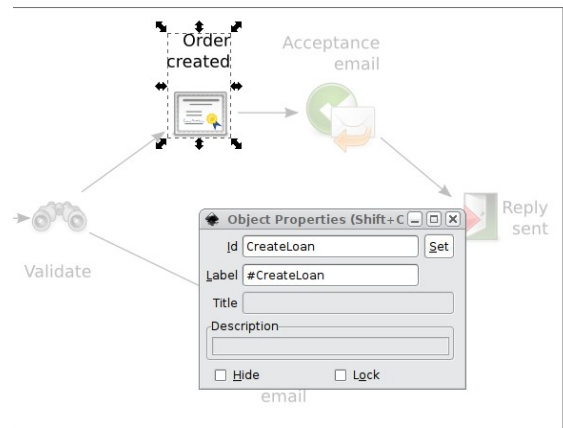 Order
created
Acceptance
email
Reply
sent
Validate
Object Properties (Shift+C
Id CreateLoan Set
Label #CreateLoan
Title
Description
Hide Lock
email